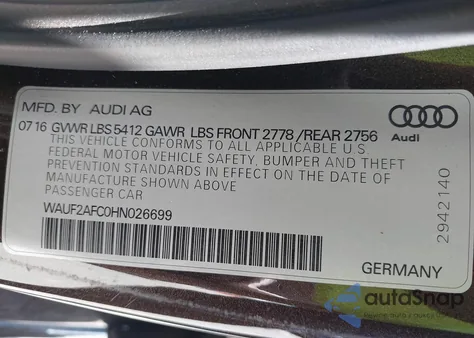 MFD. BY AUDI AG
07 16 GVWR LBS 5412 GAWR LBS FRONT 2778 /REAR 2756
THIS VEHICLE CONFORMS TO ALL APPLICABLE U.S
FEDERAL MOTOR VEHICLE SAFETY, BUMPER AND THEFT
PREVENTION STANDARDS IN EFFECT ON THE DATE OF
MANUFACTURE SHOWN ABOVE
PASSENGER CAR
WAUF2AFC0HN026699
Audi
2942140
GERMANY
autoSnap